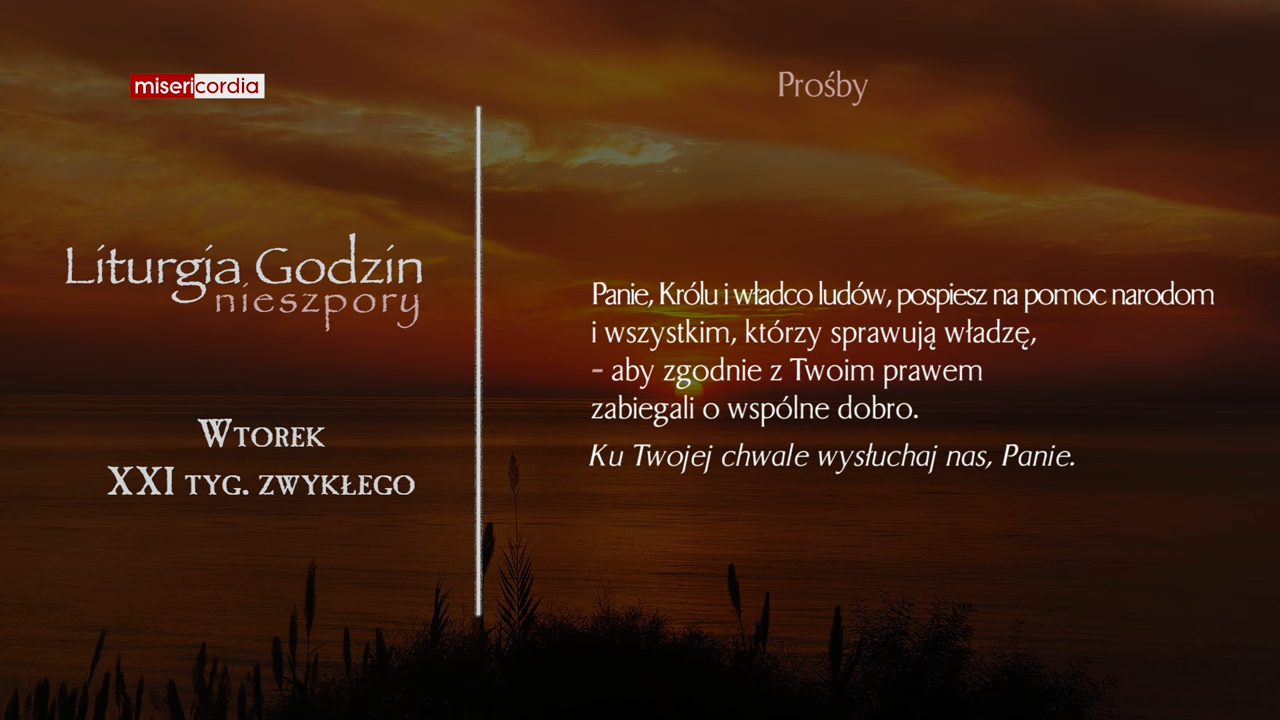 misericordia
Prośby
Liturgia Godzin
nieszpory
Wtorek
XXI tyg. zwykłego
Panie, Królu i władco ludów, pospiesz na pomoc narodom
i wszystkim, którzy sprawują władzę,
- aby zgodnie z Twoim prawem
zabiegali o wspólne dobro.
Ku Twojej chwale wysłuchaj nas, Panie.